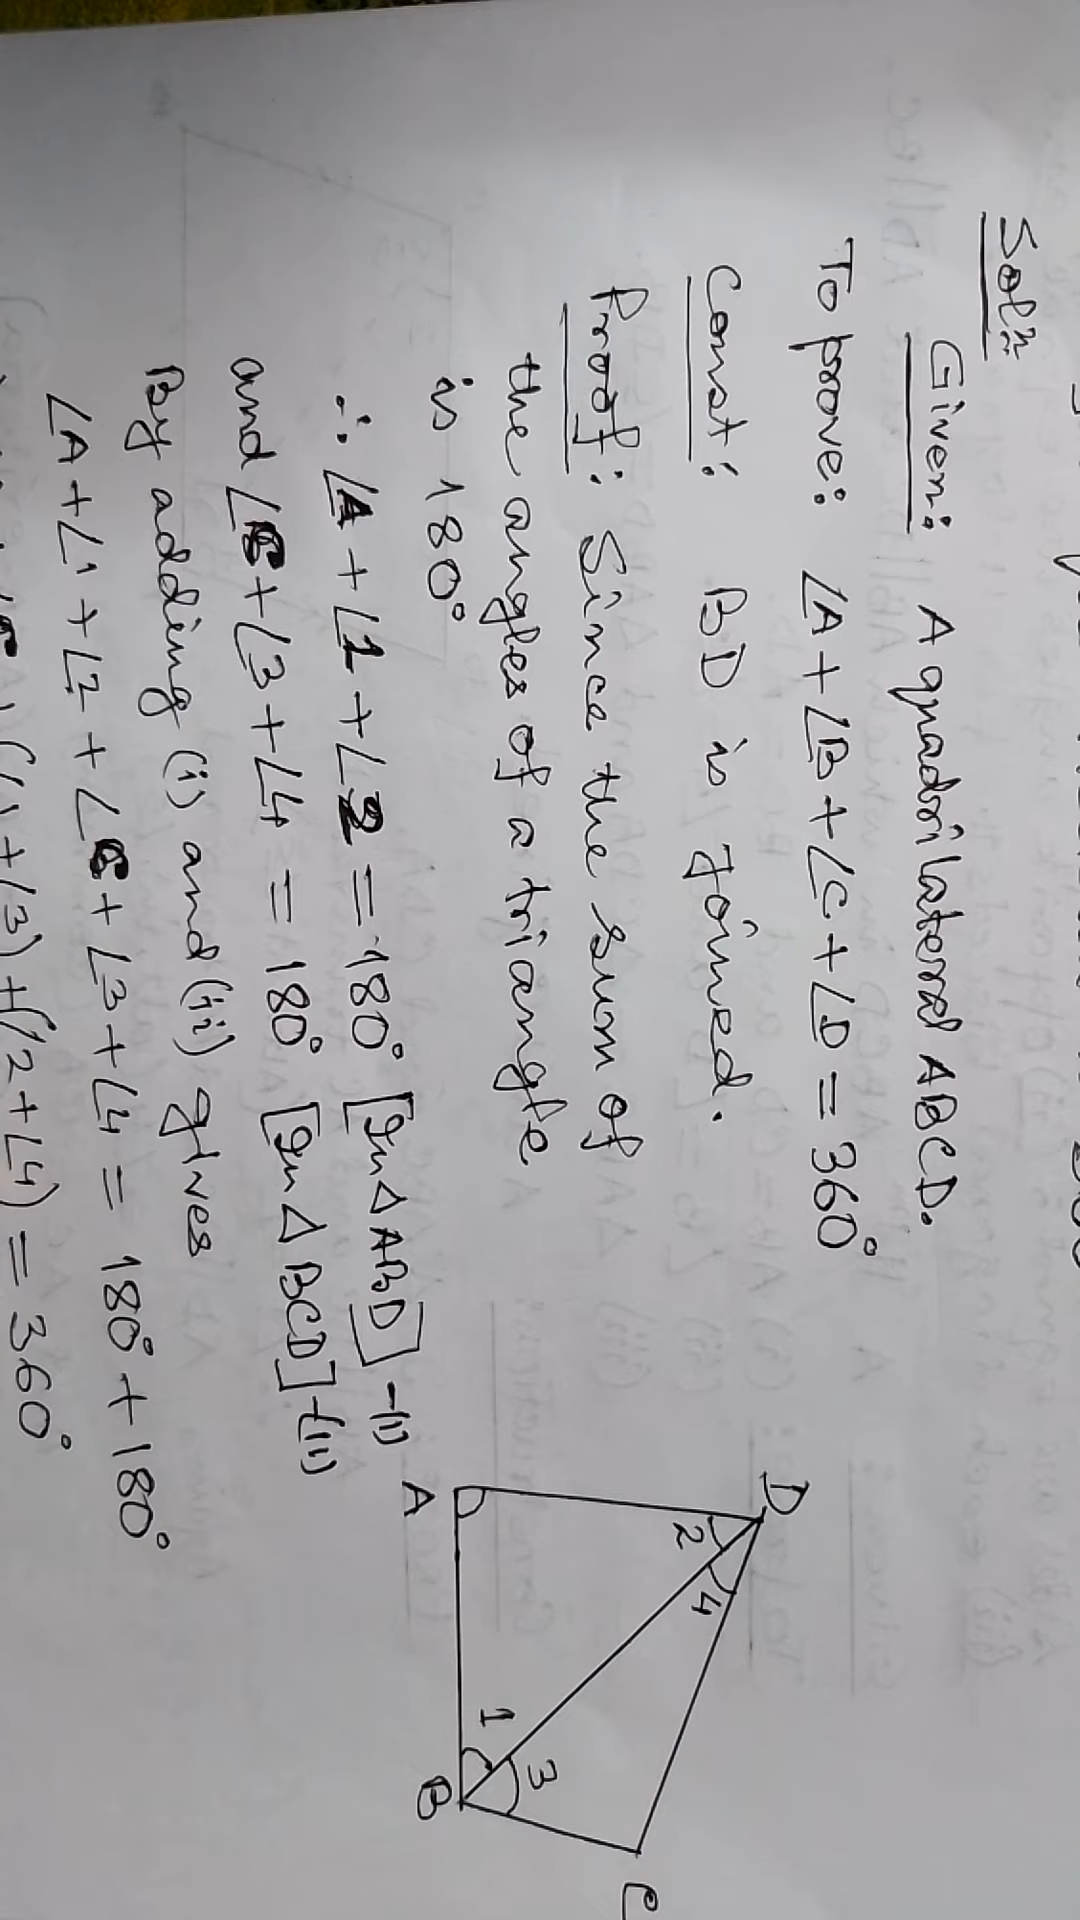 Soln
Given: A quadrilateral ABCD.
To prove: ∠A+∠B+∠C+∠D=360°
Const: BD is Joined.
Proof: Since the sum of
the angles of a triangle
is 180°
∴ ∠A+∠1+∠2=180° [In ∆ ABD]-(i)
and ∠C+∠3+∠4=180° [In ∆ BCD]-(ii)
By adding (i) and (ii) gives
∠A+∠1+∠2+∠C+∠3+∠4=180°+180°
D
2
4
A
1
3
B
C